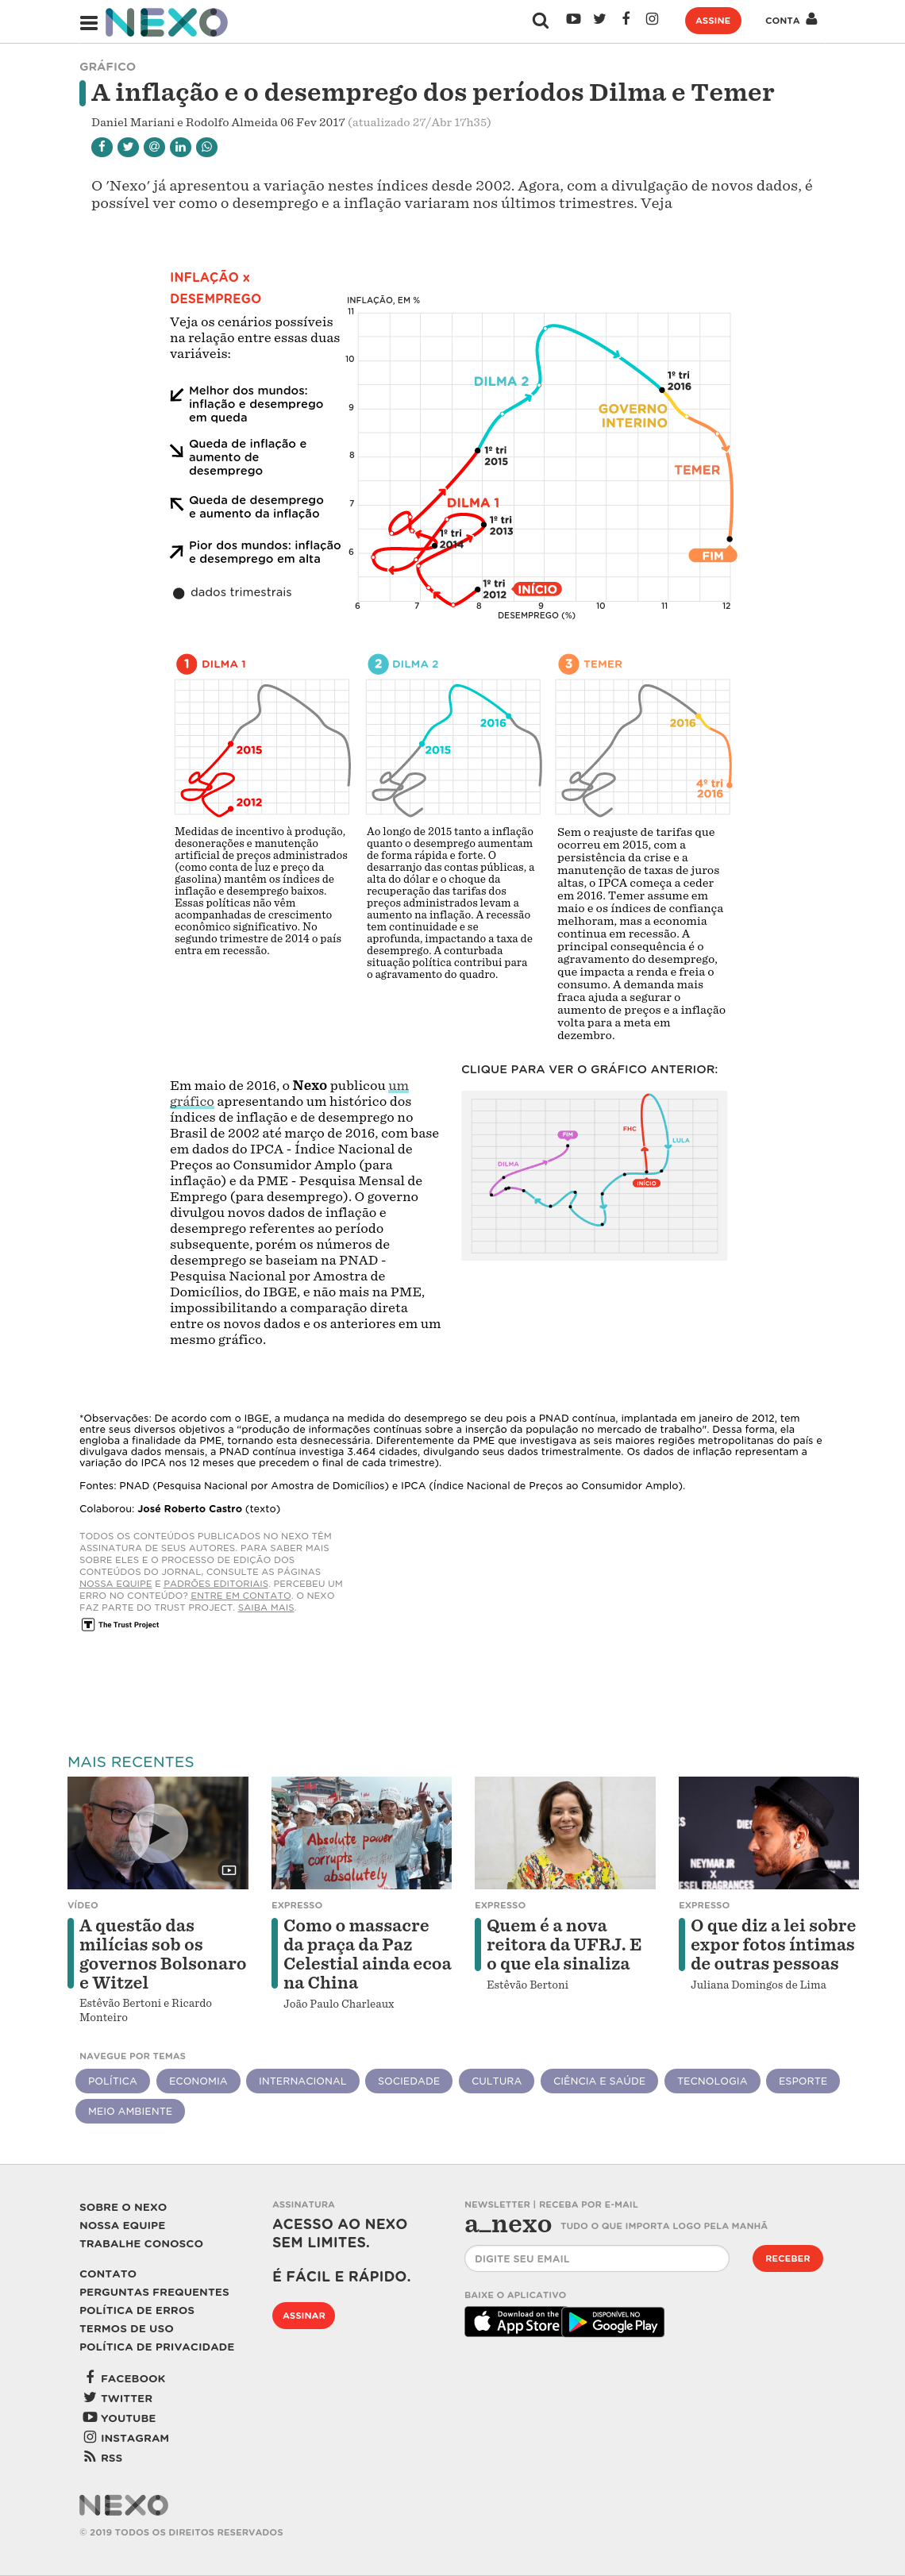 NEXO
ASSINE
CONTA
GRÁFICO
A inflação e o desemprego dos períodos Dilma e Temer
Daniel Mariani e Rodolfo Almeida 06 Fev 2017 (atualizado 27/Abr 17h35)
O 'Nexo' já apresentou a variação nestes índices desde 2002. Agora, com a divulgação de novos dados, é
possível ver como o desemprego e a inflação variaram nos últimos trimestres. Veja
INFLAÇÃO x
DESEMPREGO
Veja os cenários possíveis
na relação entre essas duas
variáveis:
Melhor dos mundos:
inflação e desemprego
em queda
Queda de inflação e
aumento de
desemprego
Queda de desemprego
e aumento da inflação
Pior dos mundos: inflação
e desemprego em alta
dados trimestrais
INFLAÇÃO, EM %
11
10
9
8
7
6
DILMA 2
1º tri
2016
GOVERNO
INTERINO
1º tri
2015
TEMER
DILMA 1
1º tri
2013
1º tri
2014
FIM
1º tri
2012
INÍCIO
6
7
8
9
10
11
12
DESEMPREGO (%)
1 DILMA 1
2015
2012
Medidas de incentivo à produção,
desonerações e manutenção
artificial de preços administrados
(como conta de luz e preço da
gasolina) mantêm os índices de
inflação e desemprego baixos.
Essas políticas não vêm
acompanhadas de crescimento
econômico significativo. No
segundo trimestre de 2014 o país
entra em recessão.
2 DILMA 2
2016
2015
Ao longo de 2015 tanto a inflação
quanto o desemprego aumentam
de forma rápida e forte. O
desarranjo das contas públicas, a
alta do dólar e o choque da
recuperação das tarifas dos
preços administrados levam a
aumento na inflação. A recessão
tem continuidade e se
aprofunda, impactando a taxa de
desemprego. A conturbada
situação política contribui para
o agravamento do quadro.
3 TEMER
2016
4º tri
2016
Sem o reajuste de tarifas que
ocorreu em 2015, com a
persistência da crise e a
manutenção de taxas de juros
altas, o IPCA começa a ceder
em 2016. Temer assume em
maio e os índices de confiança
melhoram, mas a economia
continua em recessão. A
principal consequência é o
agravamento do desemprego,
que impacta a renda e freia o
consumo. A demanda mais
fraca ajuda a segurar o
aumento de preços e a inflação
volta para a meta em
dezembro.
Em maio de 2016, o Nexo publicou um
gráfico apresentando um histórico dos
índices de inflação e de desemprego no
Brasil de 2002 até março de 2016, com base
em dados do IPCA - Índice Nacional de
Preços ao Consumidor Amplo (para
inflação) e da PME - Pesquisa Mensal de
Emprego (para desemprego). O governo
divulgou novos dados de inflação e
desemprego referentes ao período
subsequente, porém os números de
desemprego se baseiam na PNAD -
Pesquisa Nacional por Amostra de
Domicílios, do IBGE, e não mais na PME,
impossibilitando a comparação direta
entre os novos dados e os anteriores em um
mesmo gráfico.
CLIQUE PARA VER O GRÁFICO ANTERIOR:
FHC
FIM
LULA
DILMA
INÍCIO
*Observações: De acordo com o IBGE, a mudança na medida do desemprego se deu pois a PNAD contínua, implantada em janeiro de 2012, tem
entre seus diversos objetivos a "produção de informações contínuas sobre a inserção da população no mercado de trabalho". Dessa forma, ela
engloba a finalidade da PME, tornando esta desnecessária. Diferentemente da PME que investigava as seis maiores regiões metropolitanas do país e
divulgava dados mensais, a PNAD contínua investiga 3.464 cidades, divulgando seus dados trimestralmente. Os dados de inflação representam a
variação do IPCA nos 12 meses que precedem o final de cada trimestre).
Fontes: PNAD (Pesquisa Nacional por Amostra de Domicílios) e IPCA (Índice Nacional de Preços ao Consumidor Amplo).
Colaborou: José Roberto Castro (texto)
TODOS OS CONTEÚDOS PUBLICADOS NO NEXO TÊM
ASSINATURA DE SEUS AUTORES. PARA SABER MAIS
SOBRE ELES E O PROCESSO DE EDIÇÃO DOS
CONTEÚDOS DO JORNAL, CONSULTE AS PÁGINAS
NOSSA EQUIPE E PADRÕES EDITORIAIS. PERCEBEU UM
ERRO NO CONTEÚDO? ENTRE EM CONTATO. O NEXO
FAZ PARTE DO TRUST PROJECT. SAIBA MAIS.
T The Trust Project
MAIS RECENTES
Absolute power
corrupts
absolutely
DIESEL
NEYMAR JR
X
DIESEL FRAGRANCES
VÍDEO
A questão das
milícias sob os
governos Bolsonaro
e Witzel
Estêvão Bertoni e Ricardo
Monteiro
EXPRESSO
Como o massacre
da praça da Paz
Celestial ainda ecoa
na China
João Paulo Charleaux
EXPRESSO
Quem é a nova
reitora da UFRJ. E
o que ela sinaliza
Estêvão Bertoni
EXPRESSO
O que diz a lei sobre
expor fotos íntimas
de outras pessoas
Juliana Domingos de Lima
NAVEGUE POR TEMAS
POLÍTICA
ECONOMIA
INTERNACIONAL
SOCIEDADE
CULTURA
CIÊNCIA E SAÚDE
TECNOLOGIA
ESPORTE
MEIO AMBIENTE
SOBRE O NEXO
NOSSA EQUIPE
TRABALHE CONOSCO
CONTATO
PERGUNTAS FREQUENTES
POLÍTICA DE ERROS
TERMOS DE USO
POLÍTICA DE PRIVACIDADE
FACEBOOK
TWITTER
YOUTUBE
INSTAGRAM
RSS
ASSINATURA
ACESSO AO NEXO
SEM LIMITES.
É FÁCIL E RÁPIDO.
ASSINAR
NEWSLETTER | RECEBA POR E-MAIL
a_nexo TUDO O QUE IMPORTA LOGO PELA MANHÃ
DIGITE SEU EMAIL
RECEBER
BAIXE O APLICATIVO
Download on the
App Store
DISPONÍVEL NO
Google Play
NEXO
© 2019 TODOS OS DIREITOS RESERVADOS